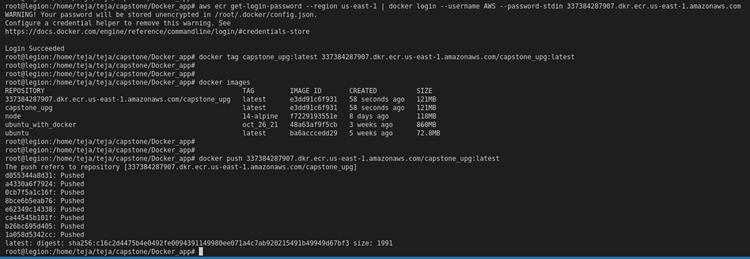 root@legion:/home/teja/teja/capstone/Docker_app# aws ecr get-login-password --region us-east-1 | docker login --username AWS --password-stdin 337384287907.dkr.ecr.us-east-1.amazonaws.com
WARNING! Your password will be stored unencrypted in /root/.docker/config.json.
Configure a credential helper to remove this warning. See
https://docs.docker.com/engine/reference/commandline/login/#credentials-store
Login Succeeded
root@legion:/home/teja/teja/capstone/Docker_app# docker tag capstone_upg:latest 337384287907.dkr.ecr.us-east-1.amazonaws.com/capstone_upg:latest
root@legion:/home/teja/teja/capstone/Docker_app#
root@legion:/home/teja/teja/capstone/Docker_app#
root@legion:/home/teja/teja/capstone/Docker_app# docker images
REPOSITORY TAG IMAGE ID CREATED SIZE
337384287907.dkr.ecr.us-east-1.amazonaws.com/capstone_upg latest e3dd91c6f931 58 seconds ago 121MB
capstone_upg latest e3dd91c6f931 58 seconds ago 121MB
node 14-alpine f7229193551e 8 days ago 118MB
ubuntu_with_docker oct_26_21 48a63af9f5cb 3 weeks ago 860MB
ubuntu latest ba6acccedd29 5 weeks ago 72.8MB
root@legion:/home/teja/teja/capstone/Docker_app#
root@legion:/home/teja/teja/capstone/Docker_app#
root@legion:/home/teja/teja/capstone/Docker_app# docker push 337384287907.dkr.ecr.us-east-1.amazonaws.com/capstone_upg:latest
The push refers to repository [337384287907.dkr.ecr.us-east-1.amazonaws.com/capstone_upg]
d055344a8d31: Pushed
a4330a6f7924: Pushed
0cb7f5a1c16f: Pushed
8bce6b5eab76: Pushed
e62349c14338: Pushed
ca44545b101f: Pushed
b26bc695d405: Pushed
1a058d5342cc: Pushed
latest: digest: sha256:c16c2d4475b4e0492fe0094391149980ee071a4c7ab920215491b49949d67bf3 size: 1991
root@legion:/home/teja/teja/capstone/Docker_app#